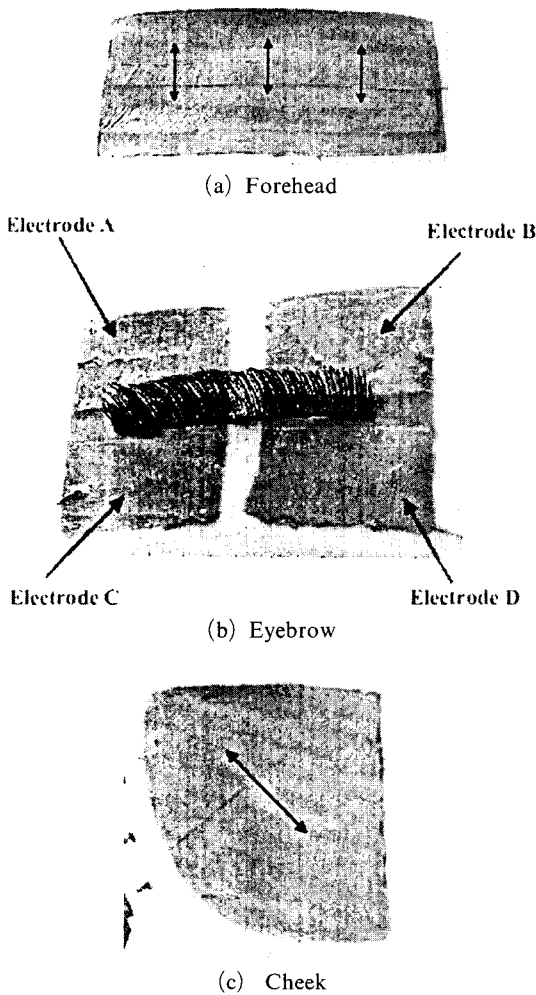 (a) Forehead
Electrode A
Electrode B
Electrode C
Electrode D
(b) Eyebrow
(c) Cheek